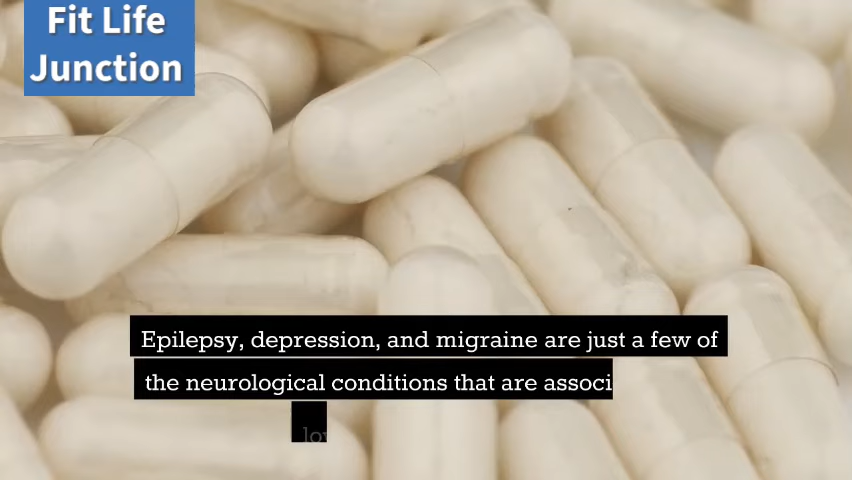 Fit Life
Junction
Epilepsy, depression, and migraine are just a few of
the neurological conditions that are associ